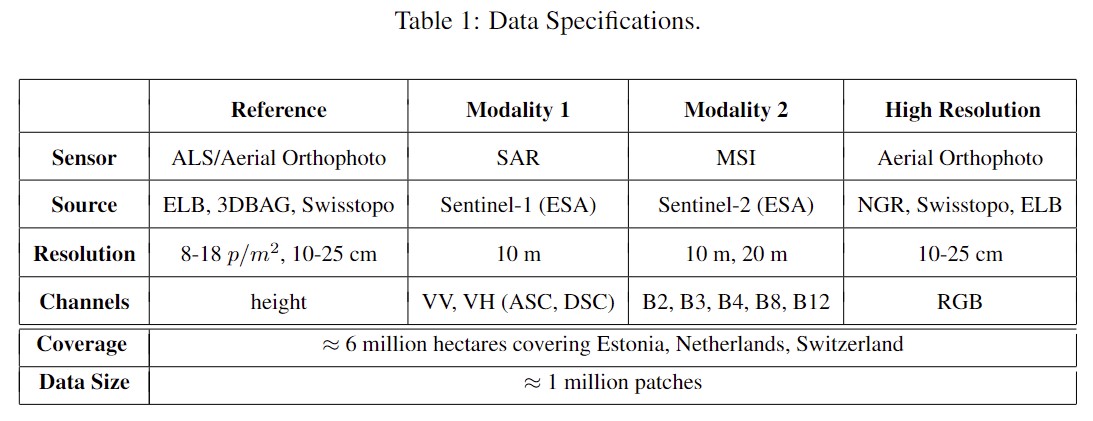 Table 1: Data Specifications.
Reference Modality 1 Modality 2 High Resolution
Sensor ALS/Aerial Orthophoto SAR MSI Aerial Orthophoto
Source ELB, 3DBAG, Swisstopo Sentinel-1 (ESA) Sentinel-2 (ESA) NGR, Swisstopo, ELB
Resolution 8-18 p/m², 10-25 cm 10 m 10 m, 20 m 10-25 cm
Channels height VV, VH (ASC, DSC) B2, B3, B4, B8, B12 RGB
Coverage ≈ 6 million hectares covering Estonia, Netherlands, Switzerland
Data Size ≈ 1 million patches